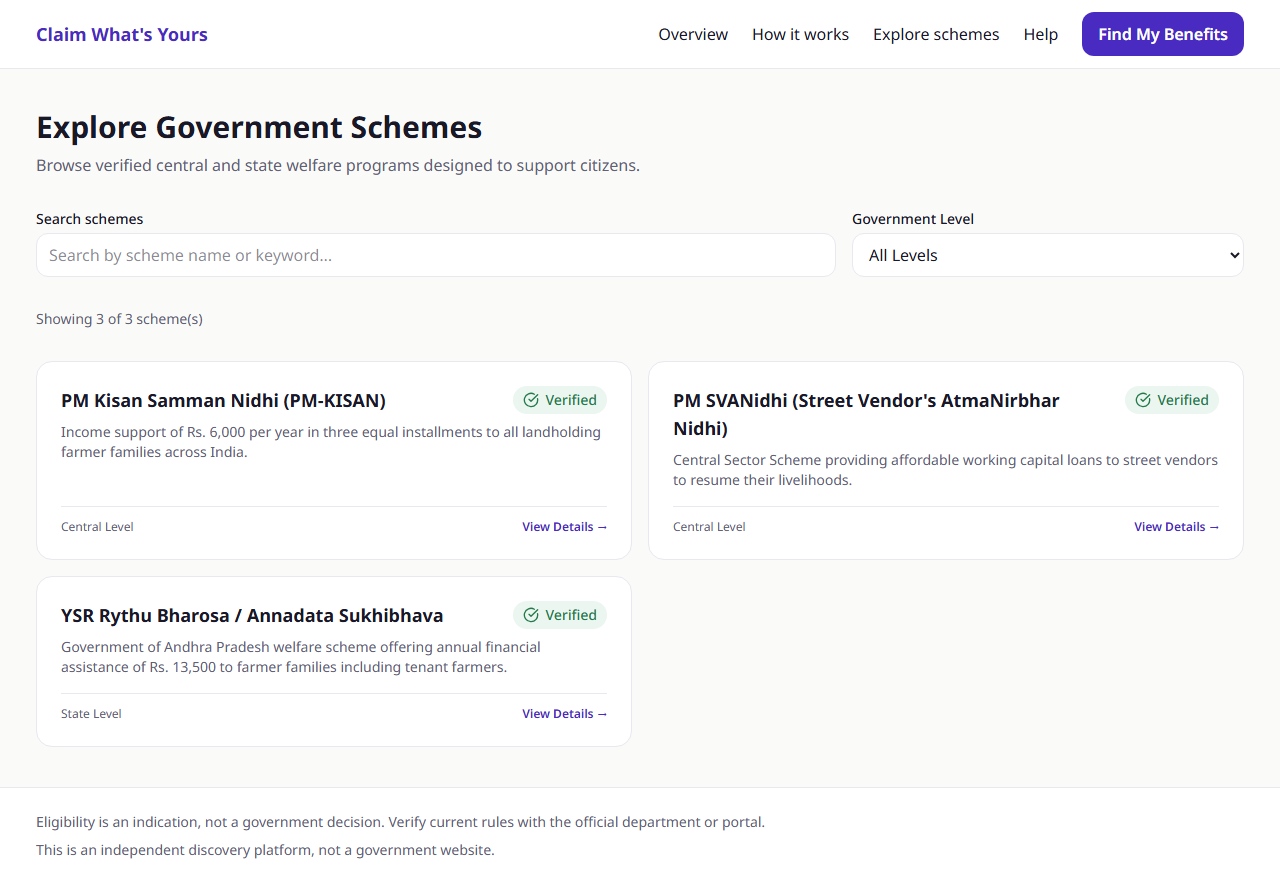 Claim What's Yours
Overview
How it works
Explore schemes
Help
Find My Benefits
Explore Government Schemes
Browse verified central and state welfare programs designed to support citizens.
Search schemes
Search by scheme name or keyword...
Government Level
All Levels
Showing 3 of 3 scheme(s)
PM Kisan Samman Nidhi (PM-KISAN)
Verified
Income support of Rs. 6,000 per year in three equal installments to all landholding
farmer families across India.
Central Level
View Details →
PM SVANidhi (Street Vendor's AtmaNirbhar
Nidhi)
Verified
Central Sector Scheme providing affordable working capital loans to street vendors
to resume their livelihoods.
Central Level
View Details →
YSR Rythu Bharosa / Annadata Sukhibhava
Verified
Government of Andhra Pradesh welfare scheme offering annual financial
assistance of Rs. 13,500 to farmer families including tenant farmers.
State Level
View Details →
Eligibility is an indication, not a government decision. Verify current rules with the official department or portal.
This is an independent discovery platform, not a government website.